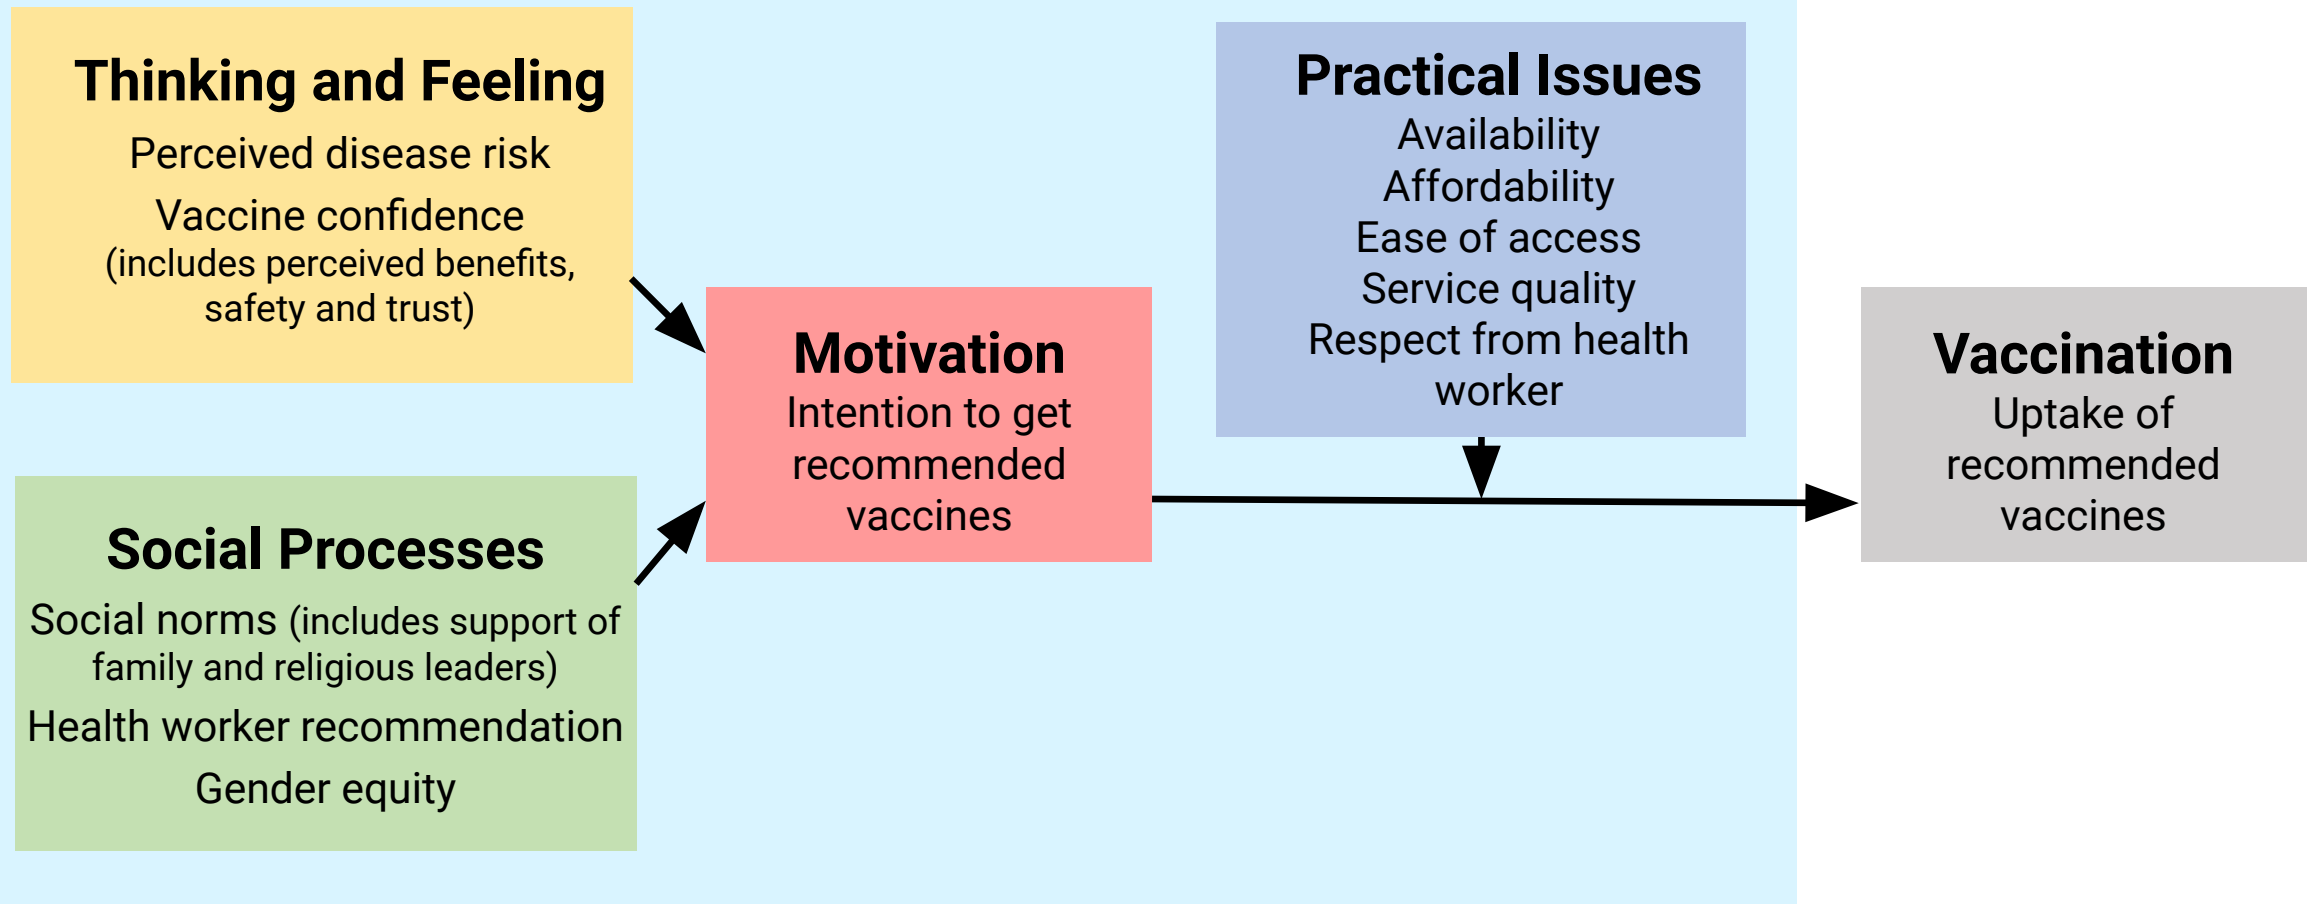 Thinking and Feeling
Perceived disease risk
Vaccine confidence
(includes perceived benefits,
safety and trust)
Social Processes
Social norms (includes support of
family and religious leaders)
Health worker recommendation
Gender equity
Motivation
Intention to get
recommended
vaccines
Practical Issues
Availability
Affordability
Ease of access
Service quality
Respect from health
worker
Vaccination
Uptake of
recommended
vaccines